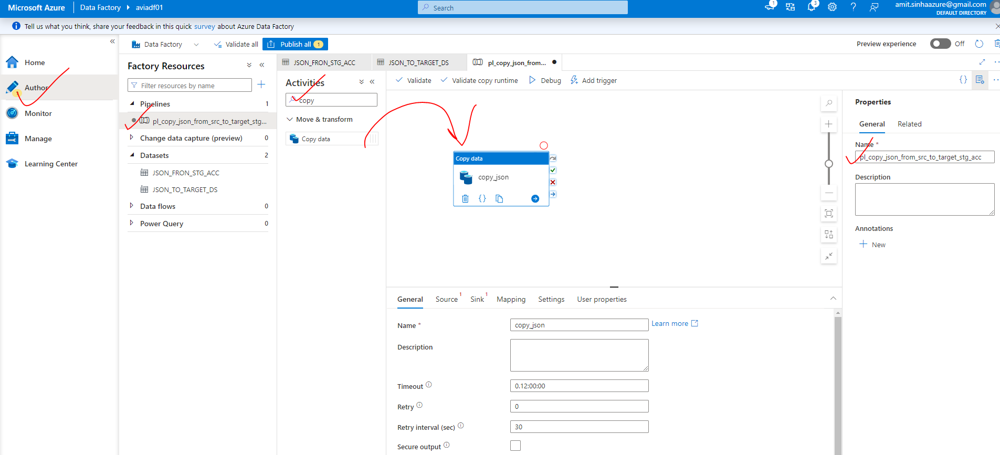 Microsoft Azure
Data Factory
aviadf01
Search
1
3
amit.sinhaazure@gmail.com
DEFAULT DIRECTORY
Tell us what you think, share your feedback in this quick survey about Azure Data Factory
Home
Author
1
Monitor
Manage
Learning Center
Data Factory
Validate all
Publish all 1
Preview experience
Off
Factory Resources
Filter resources by name
Pipelines 1
pl_copy_json_from_src_to_target_stg...
Change data capture (preview) 0
Datasets 2
JSON_FRON_STG_ACC
JSON_TO_TARGET_DS
Data flows 0
Power Query 0
JSON_FRON_STG_ACC
JSON_TO_TARGET_DS
pl_copy_json_from...
Activities
copy
Move & transform
Copy data
Validate
Validate copy runtime
Debug
Add trigger
{}
Copy data
copy_json
{}
Properties
General
Related
Name *
pl_copy_json_from_src_to_target_stg_acc
Description
Annotations
New
General
Source 1
Sink 1
Mapping
Settings
User properties
Name *
copy_json
Learn more
Description
Timeout
0.12:00:00
Retry
0
Retry interval (sec)
30
Secure output